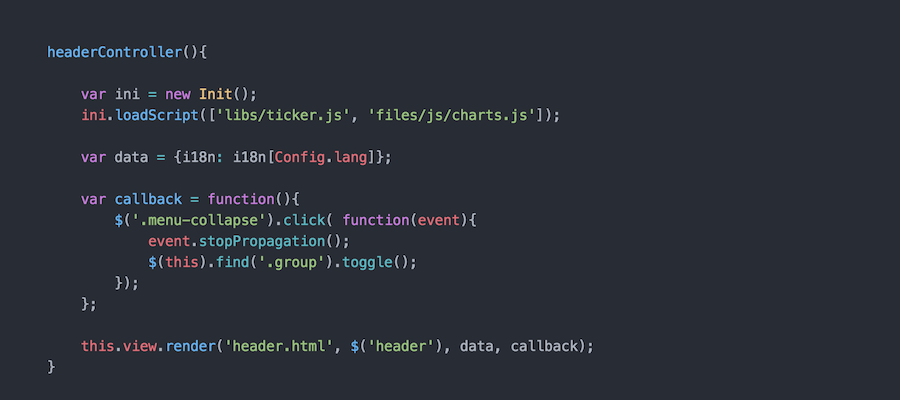 headerController(){
var ini = new Init();
ini.loadScript(['libs/ticker.js', 'files/js/charts.js']);
var data = {i18n: i18n[Config.lang]};
var callback = function(){
$('.menu-collapse').click( function(event){
event.stopPropagation();
$(this).find('.group').toggle();
});
};
this.view.render('header.html', $('header'), data, callback);
}